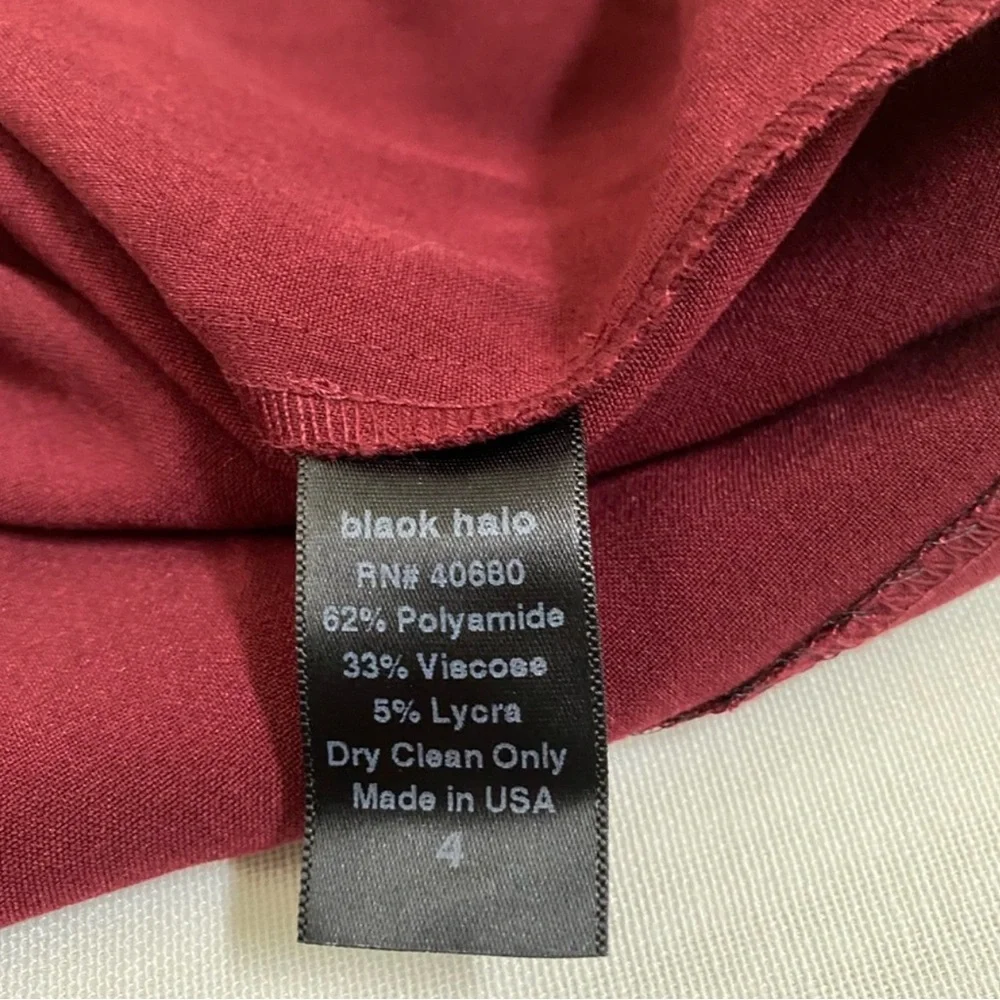 black halo
RN# 40680
62% Polyamide
33% Viscose
5% Lycra
Dry Clean Only
Made in USA
4